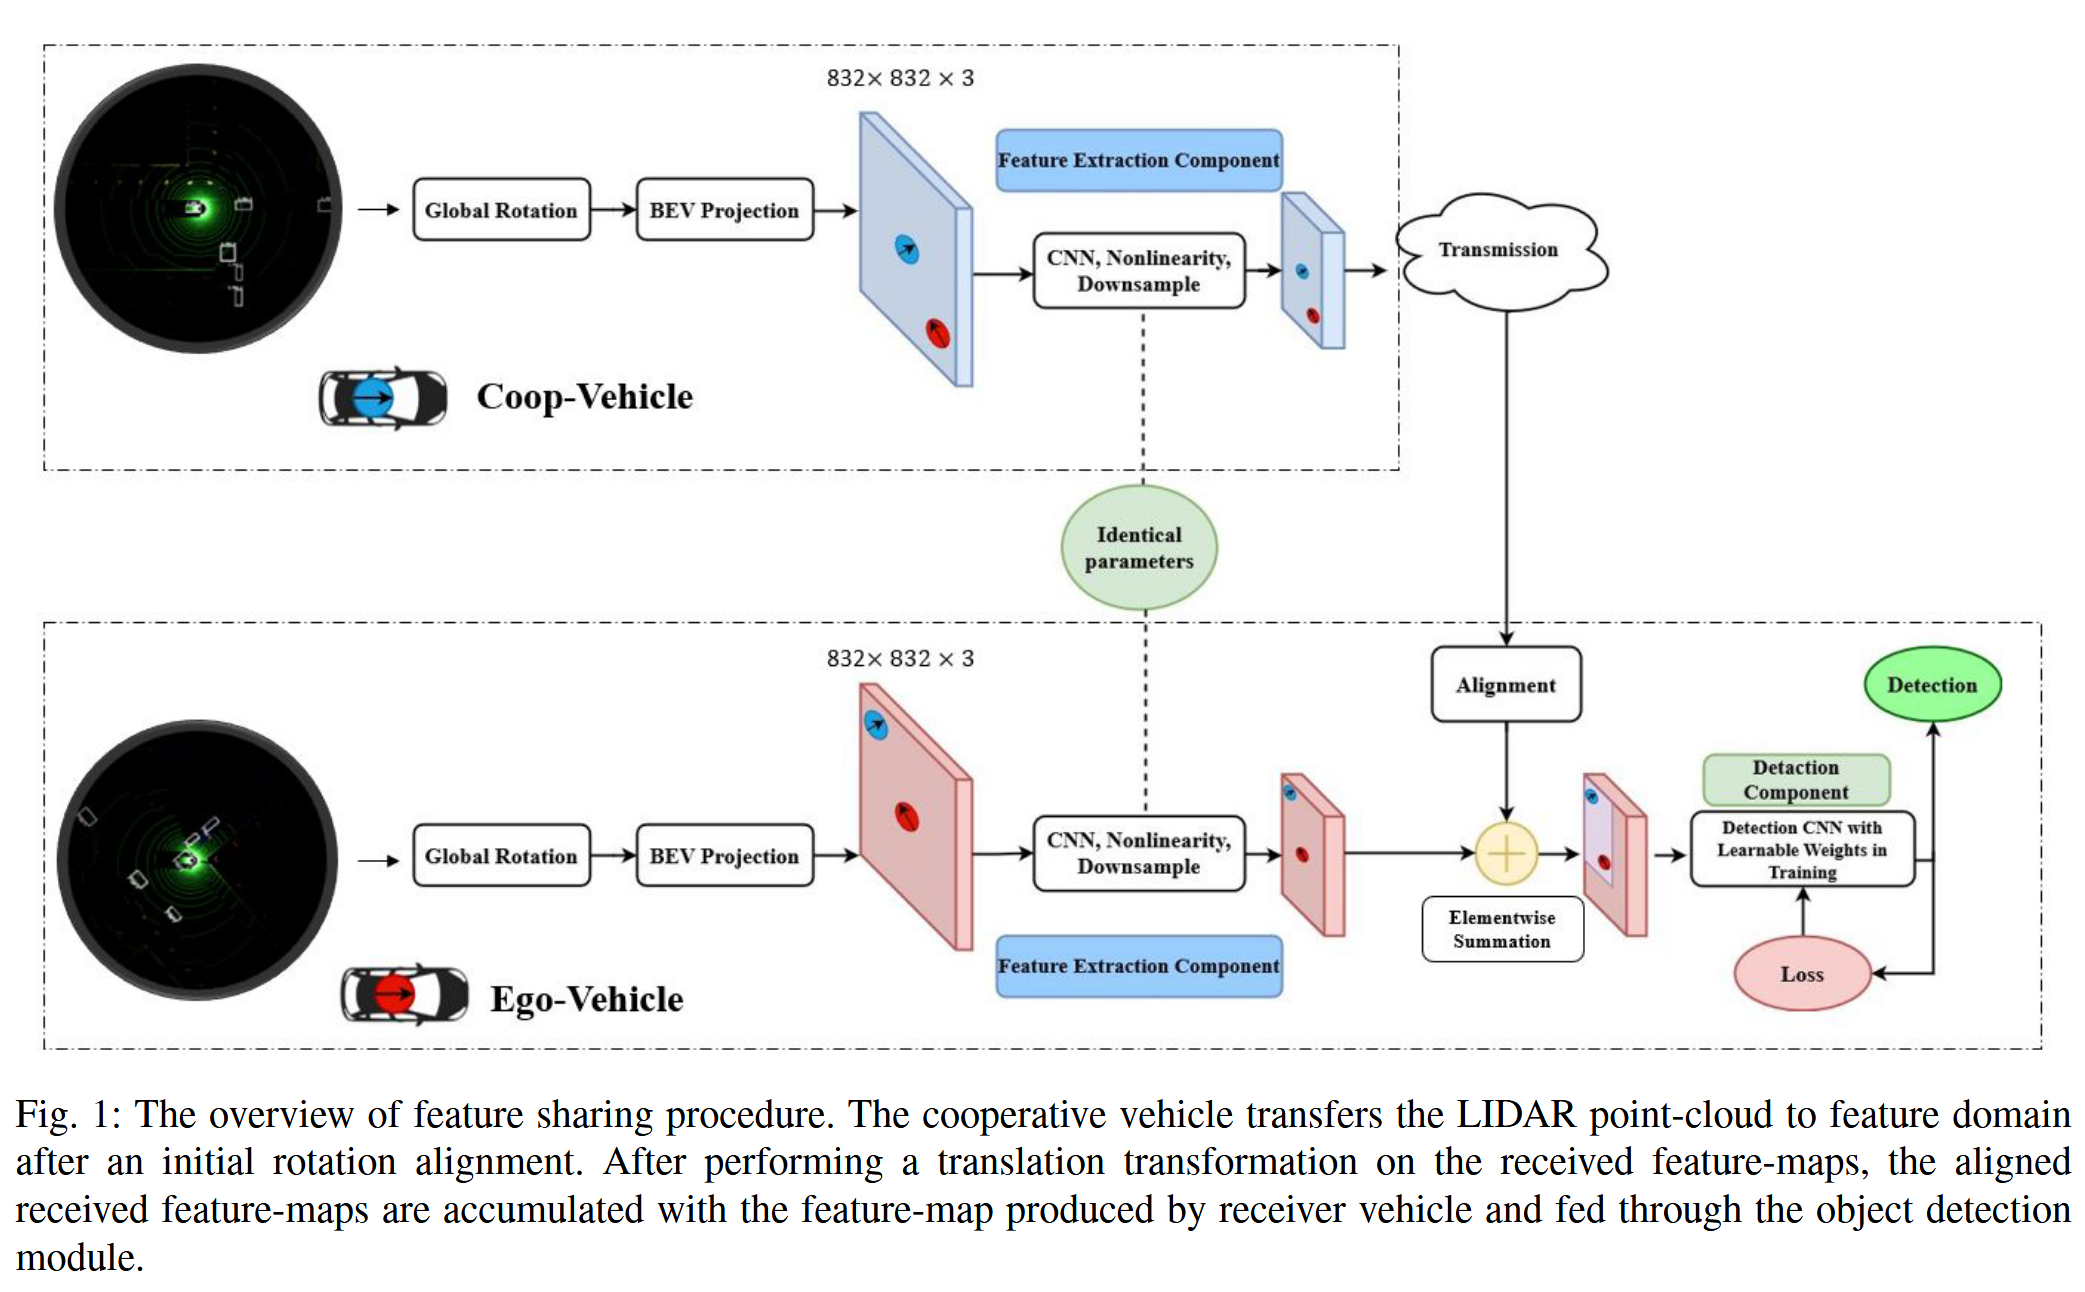 832× 832 × 3
Feature Extraction Component
Global Rotation
BEV Projection
CNN, Nonlinearity,
Downsample
Transmission
Coop-Vehicle
Identical
parameters
832× 832 × 3
Alignment
Detection
Detaction
Component
Global Rotation
BEV Projection
CNN, Nonlinearity,
Downsample
Detection CNN with
Learnable Weights in
Training
Elementwise
Summation
Feature Extraction Component
Loss
Ego-Vehicle
Fig. 1: The overview of feature sharing procedure. The cooperative vehicle transfers the LIDAR point-cloud to feature domain
after an initial rotation alignment. After performing a translation transformation on the received feature-maps, the aligned
received feature-maps are accumulated with the feature-map produced by receiver vehicle and fed through the object detection
module.